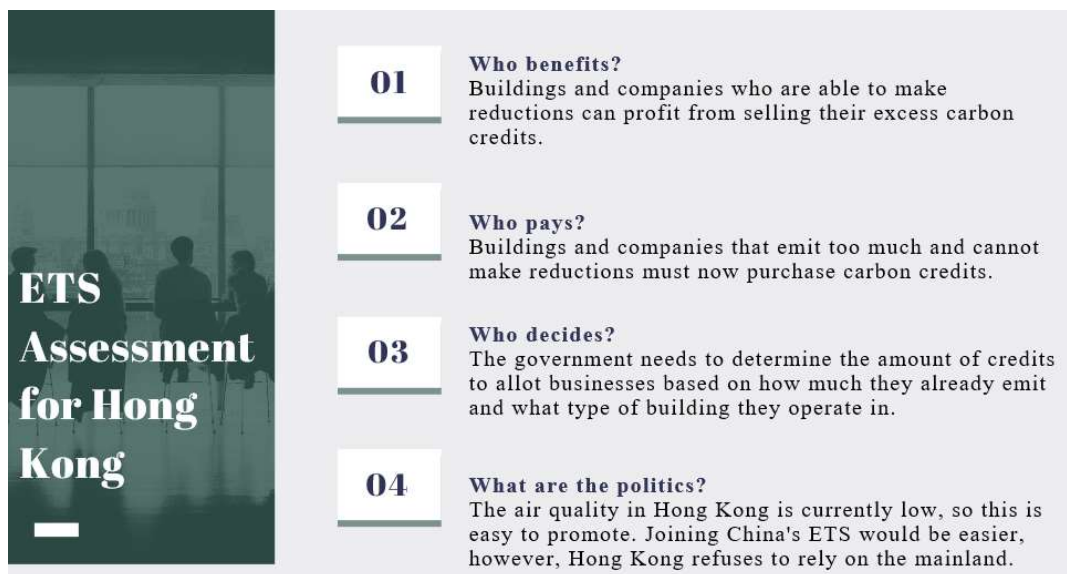 ETS
Assessment
for Hong
Kong
01
Who benefits?
Buildings and companies who are able to make
reductions can profit from selling their excess carbon
credits.
02
Who pays?
Buildings and companies that emit too much and cannot
make reductions must now purchase carbon credits.
03
Who decides?
The government needs to determine the amount of credits
to allot businesses based on how much they already emit
and what type of building they operate in.
04
What are the politics?
The air quality in Hong Kong is currently low, so this is
easy to promote. Joining China's ETS would be easier,
however, Hong Kong refuses to rely on the mainland.